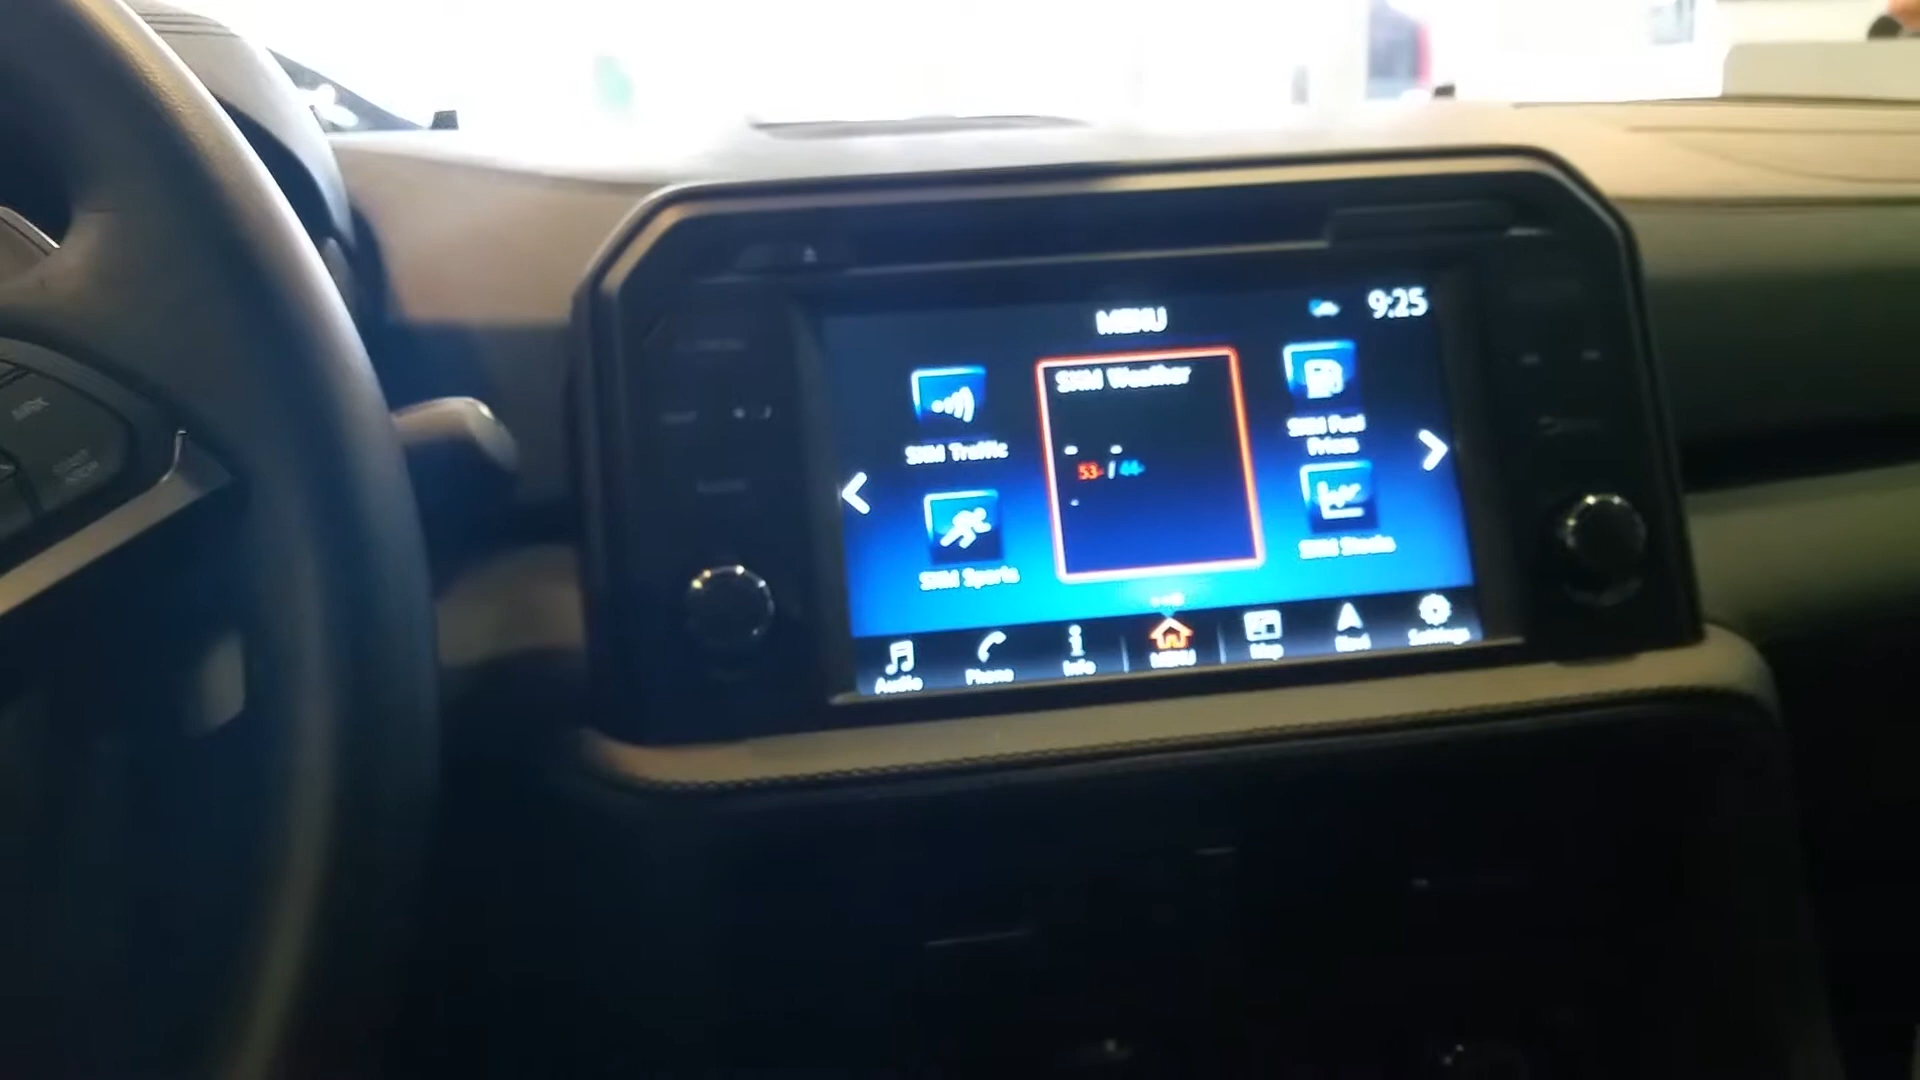 9:25
MENU
SXM Weather
SXM Traffic
SXM Fuel
Prices
53 / 44
SXM Sports
SXM Stocks
Audio
Phone
Info
MENU
Map
Navi
Settings